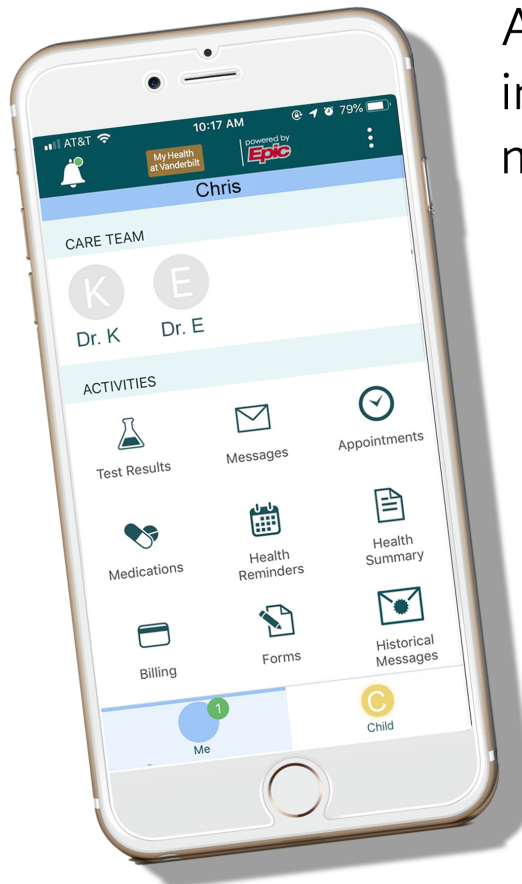 A
AT&T 10:17 AM 79%
My Health
at Vanderbilt
powered by
Epic
Chris
CARE TEAM
K E
Dr. K Dr. E
ACTIVITIES
Test Results Messages Appointments
Medications Health
Reminders Health
Summary
Billing Forms Historical
Messages
1 C
Me Child